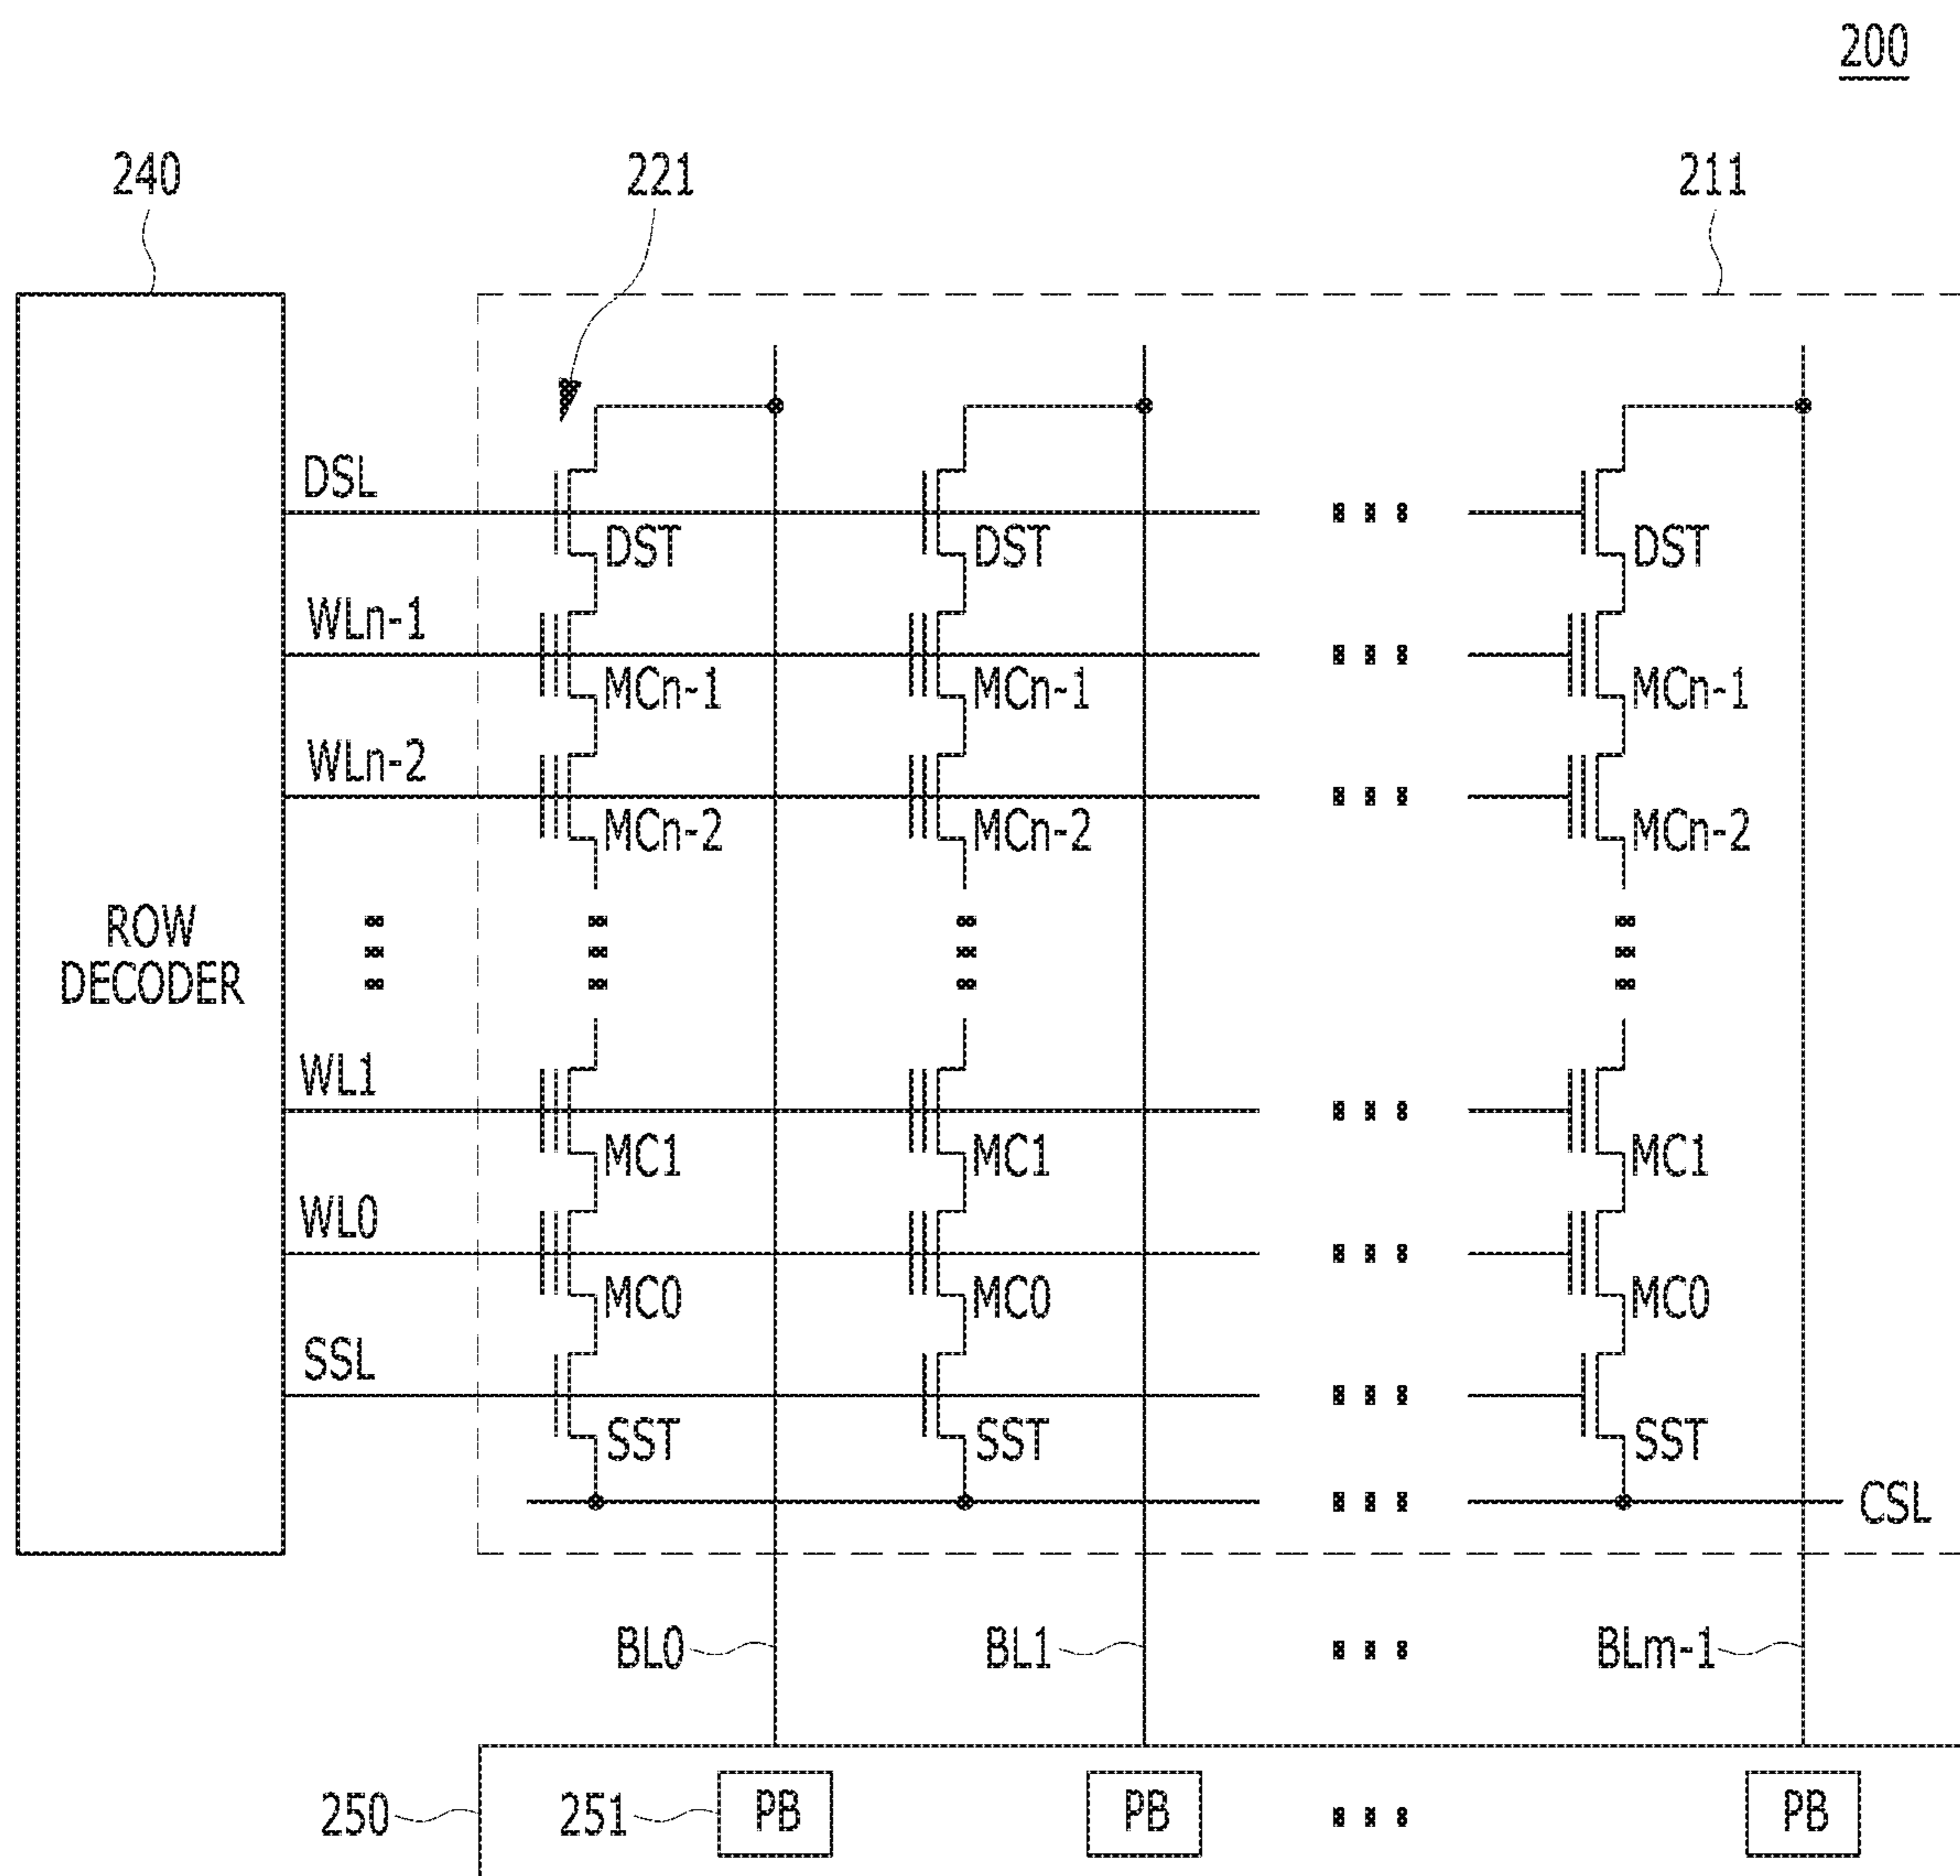 200
240 221 211
DSL
DST DST DST
WLn-1
MCn-1 MCn-1 MCn-1
WLn-2
MCn-2 MCn-2 MCn-2
ROW
DECODER
WL1
MC1 MC1 MC1
WL0
MC0 MC0 MC0
SSL
SST SST SST
CSL
BL0 BL1 BLm-1
250 251 PB PB PB